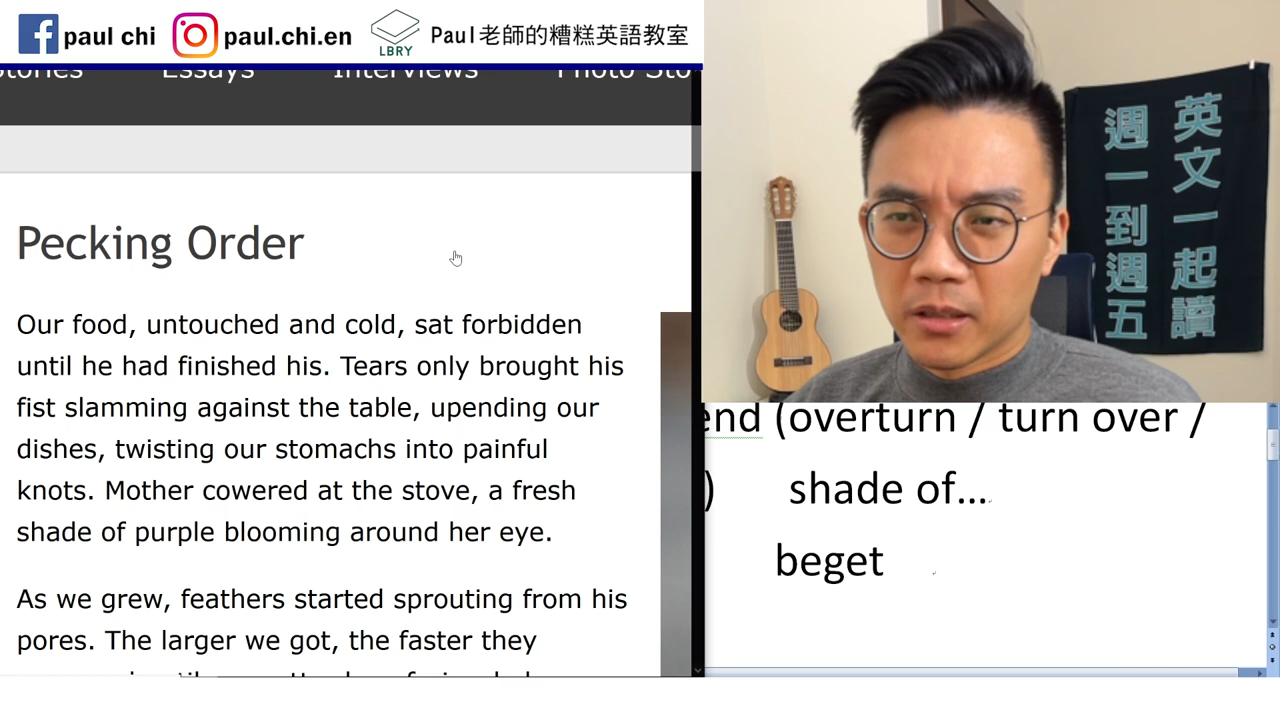 paul chi
paul.chi.en
LBRY
Paul老師的糟糕英語教室
Essays
Interviews
Pecking Order
Our food, untouched and cold, sat forbidden
until he had finished his. Tears only brought his
fist slamming against the table, upending our
dishes, twisting our stomachs into painful
knots. Mother cowered at the stove, a fresh
shade of purple blooming around her eye.
As we grew, feathers started sprouting from his
pores. The larger we got, the faster they
英文一起讀
週一到週五
end (overturn / turn over /
) shade of…
beget